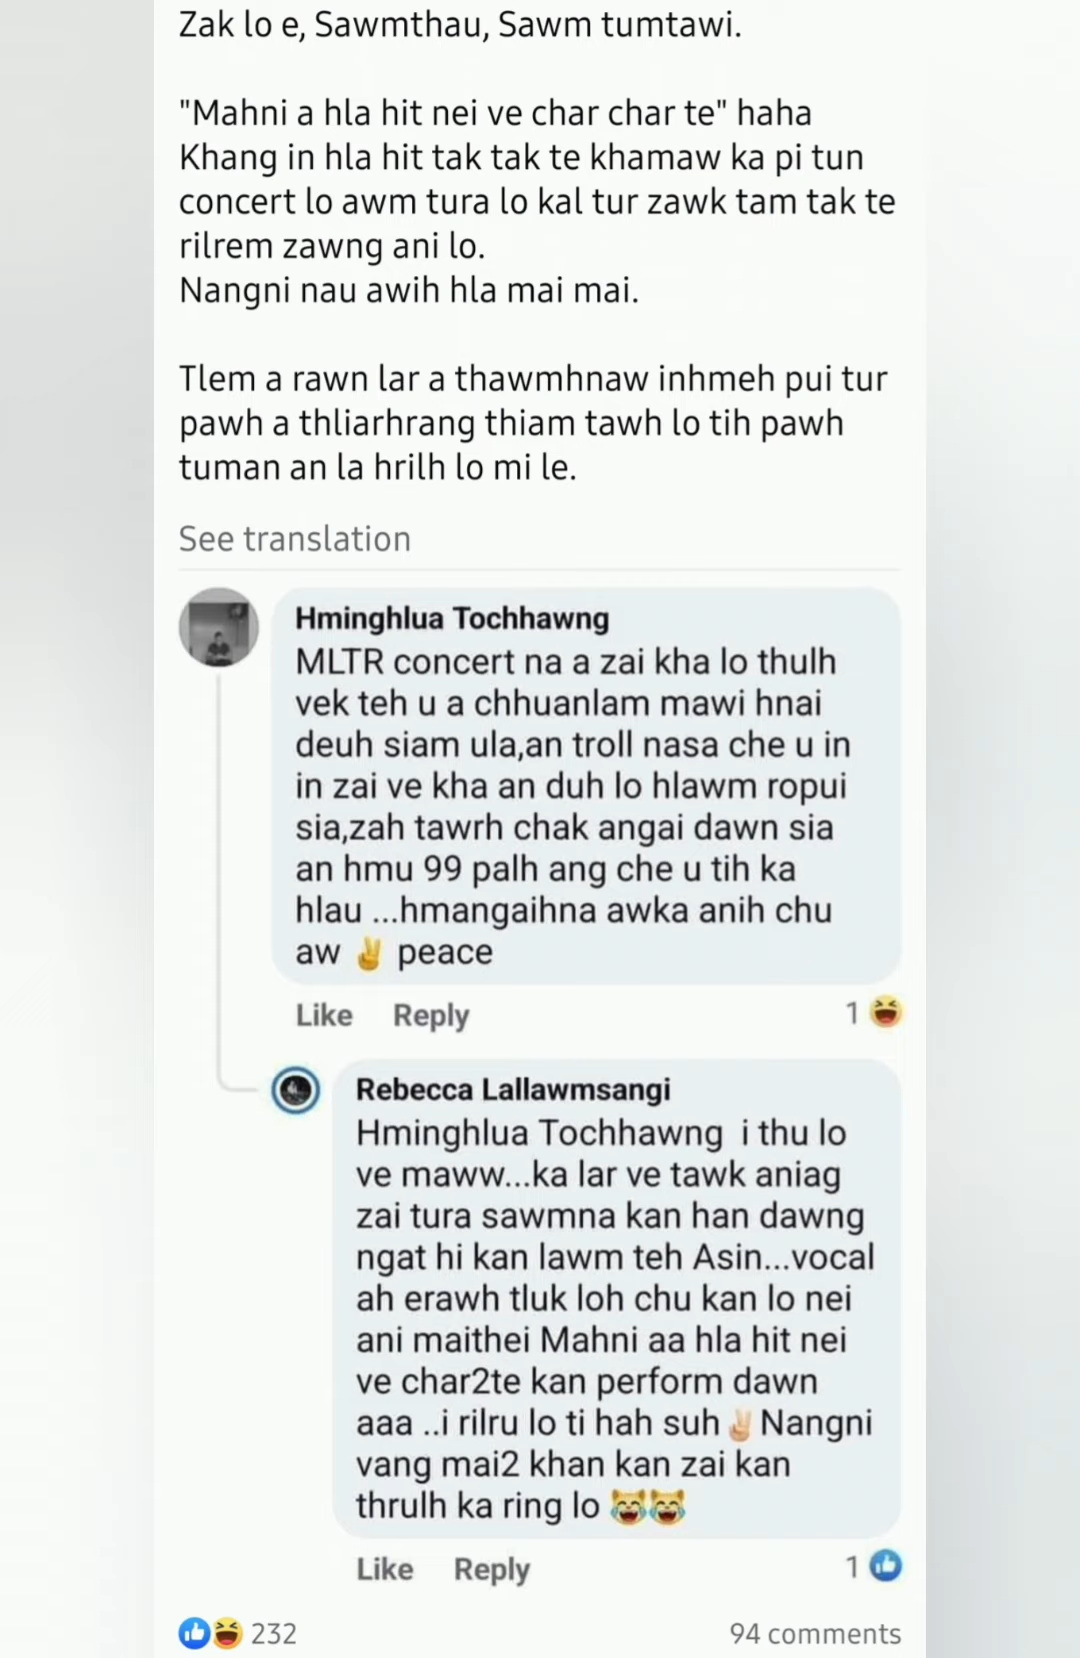 Zak lo e, Sawmthau, Sawm tumtawi.
"Mahni a hla hit nei ve char char te" haha
Khang in hla hit tak tak te khamaw ka pi tun
concert lo awm tura lo kal tur zawk tam tak te
rilrem zawng ani lo.
Nangni nau awih hla mai mai.
Tlem a rawn lar a thawmhnaw inhmeh pui tur
pawh a thliarhrang thiam tawh lo tih pawh
tuman an la hrilh lo mi le.
See translation
Hminghlua Tochhawng
MLTR concert na a zai kha lo thulh
vek teh u a chhuanlam mawi hnai
deuh siam ula,an troll nasa che u in
in zai ve kha an duh lo hlawm ropui
sia,zah tawrh chak angai dawn sia
an hmu 99 palh ang che u tih ka
hlau ...hmangaihna awka anih chu
aw ✌️ peace
Like Reply 1 😆
Rebecca Lallawmsangi
Hminghlua Tochhawng i thu lo
ve maww...ka lar ve tawk aniag
zai tura sawmna kan han dawng
ngat hi kan lawm teh Asin...vocal
ah erawh tluk loh chu kan lo nei
ani maithei Mahni aa hla hit nei
ve char2te kan perform dawn
aaa ..i rilru lo ti hah suh✌🏻Nangni
vang mai2 khan kan zai kan
thrulh ka ring lo 😹😹
Like Reply 1 👍
👍😆 232 94 comments